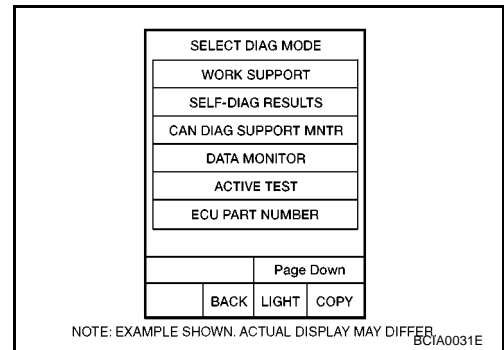 SELECT DIAG MODE
WORK SUPPORT
SELF-DIAG RESULTS
CAN DIAG SUPPORT MNTR
DATA MONITOR
ACTIVE TEST
ECU PART NUMBER
Page Down
BACK LIGHT COPY
NOTE: EXAMPLE SHOWN. ACTUAL DISPLAY MAY DIFFER.
BCIA0031E